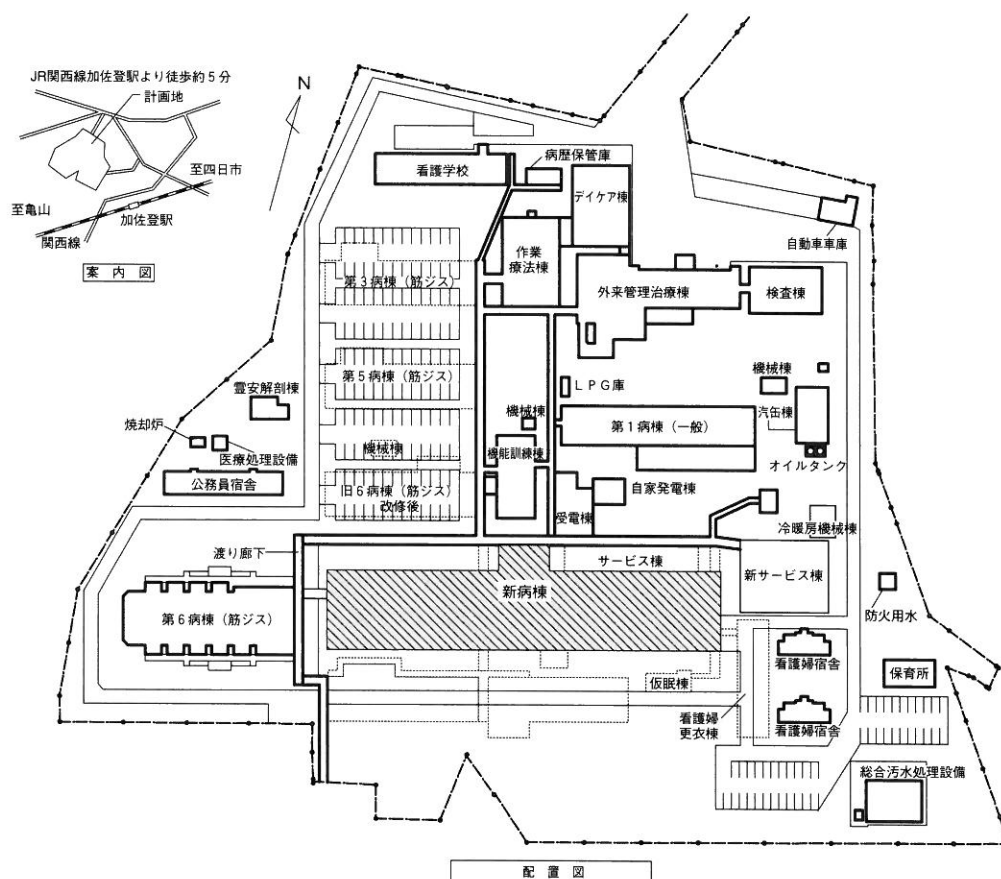 JR関西線加佐登駅より徒歩約5分
計画地
至四日市
至亀山
加佐登駅
関西線
案内図
N
看護学校
病歴保管庫
デイケア棟
自動車車庫
作業
療法棟
第3病棟（筋ジス）
外来管理治療棟
検査棟
第5病棟（筋ジス）
LPG庫
機械棟
汽缶棟
霊安解剖棟
機械棟
第1病棟（一般）
焼却炉
医療処理設備
機械棟
機能訓練棟
オイルタンク
公務員宿舎
旧6病棟（筋ジス）
改修後
自家発電棟
受電棟
冷暖房機械棟
渡り廊下
サービス棟
新サービス棟
新病棟
第6病棟（筋ジス）
防火用水
看護婦宿舎
保育所
仮眠棟
看護婦
更衣棟
看護婦宿舎
総合汚水処理設備
配置図